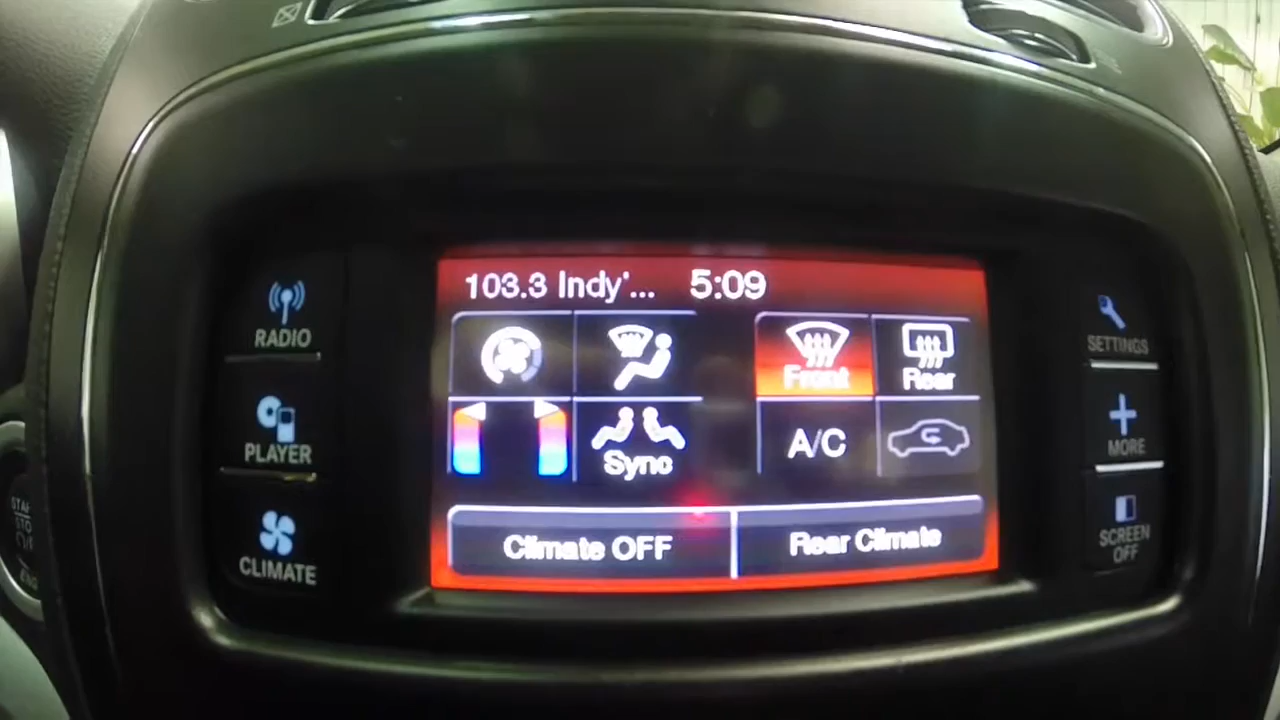 103.3 Indy'... 5:09
RADIO
Front
Rear
SETTINGS
PLAYER
Sync
A/C
MORE
CLIMATE
Climate OFF
Rear Climate
SCREEN
OFF